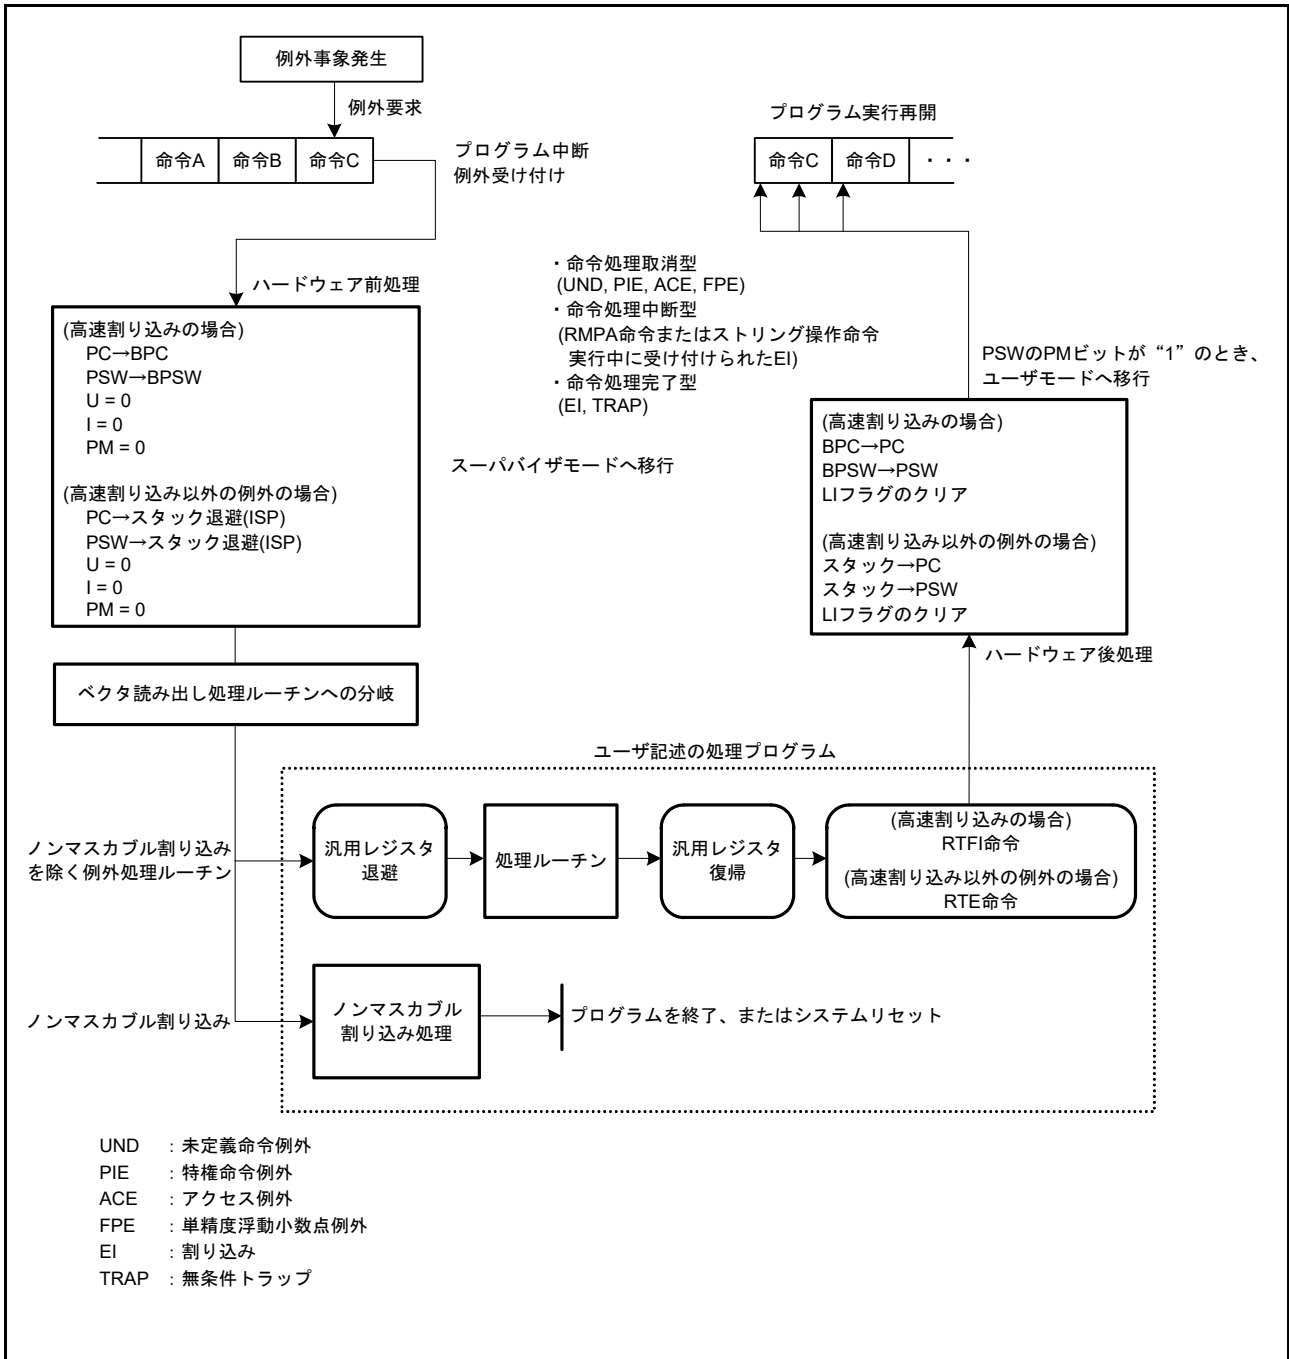 例外事象発生
例外要求
命令A
命令B
命令C
プログラム中断
例外受け付け
プログラム実行再開
命令C
命令D
・・・
ハードウェア前処理
(高速割り込みの場合)
PC→BPC
PSW→BPSW
U = 0
I = 0
PM = 0
(高速割り込み以外の例外の場合)
PC→スタック退避(ISP)
PSW→スタック退避(ISP)
U = 0
I = 0
PM = 0
・命令処理取消型
(UND, PIE, ACE, FPE)
・命令処理中断型
(RMPA命令またはストリング操作命令
実行中に受け付けられたEI)
・命令処理完了型
(EI, TRAP)
スーパバイザモードへ移行
PSWのPMビットが“1”のとき、
ユーザモードへ移行
(高速割り込みの場合)
BPC→PC
BPSW→PSW
LIフラグのクリア
(高速割り込み以外の例外の場合)
スタック→PC
スタック→PSW
LIフラグのクリア
ハードウェア後処理
ベクタ読み出し処理ルーチンへの分岐
ユーザ記述の処理プログラム
ノンマスカブル割り込み
を除く例外処理ルーチン
汎用レジスタ
退避
処理ルーチン
汎用レジスタ
復帰
(高速割り込みの場合)
RTFI命令
(高速割り込み以外の例外の場合)
RTE命令
ノンマスカブル割り込み
ノンマスカブル
割り込み処理
プログラムを終了、またはシステムリセット
UND : 未定義命令例外
PIE : 特権命令例外
ACE : アクセス例外
FPE : 単精度浮動小数点例外
EI : 割り込み
TRAP : 無条件トラップ